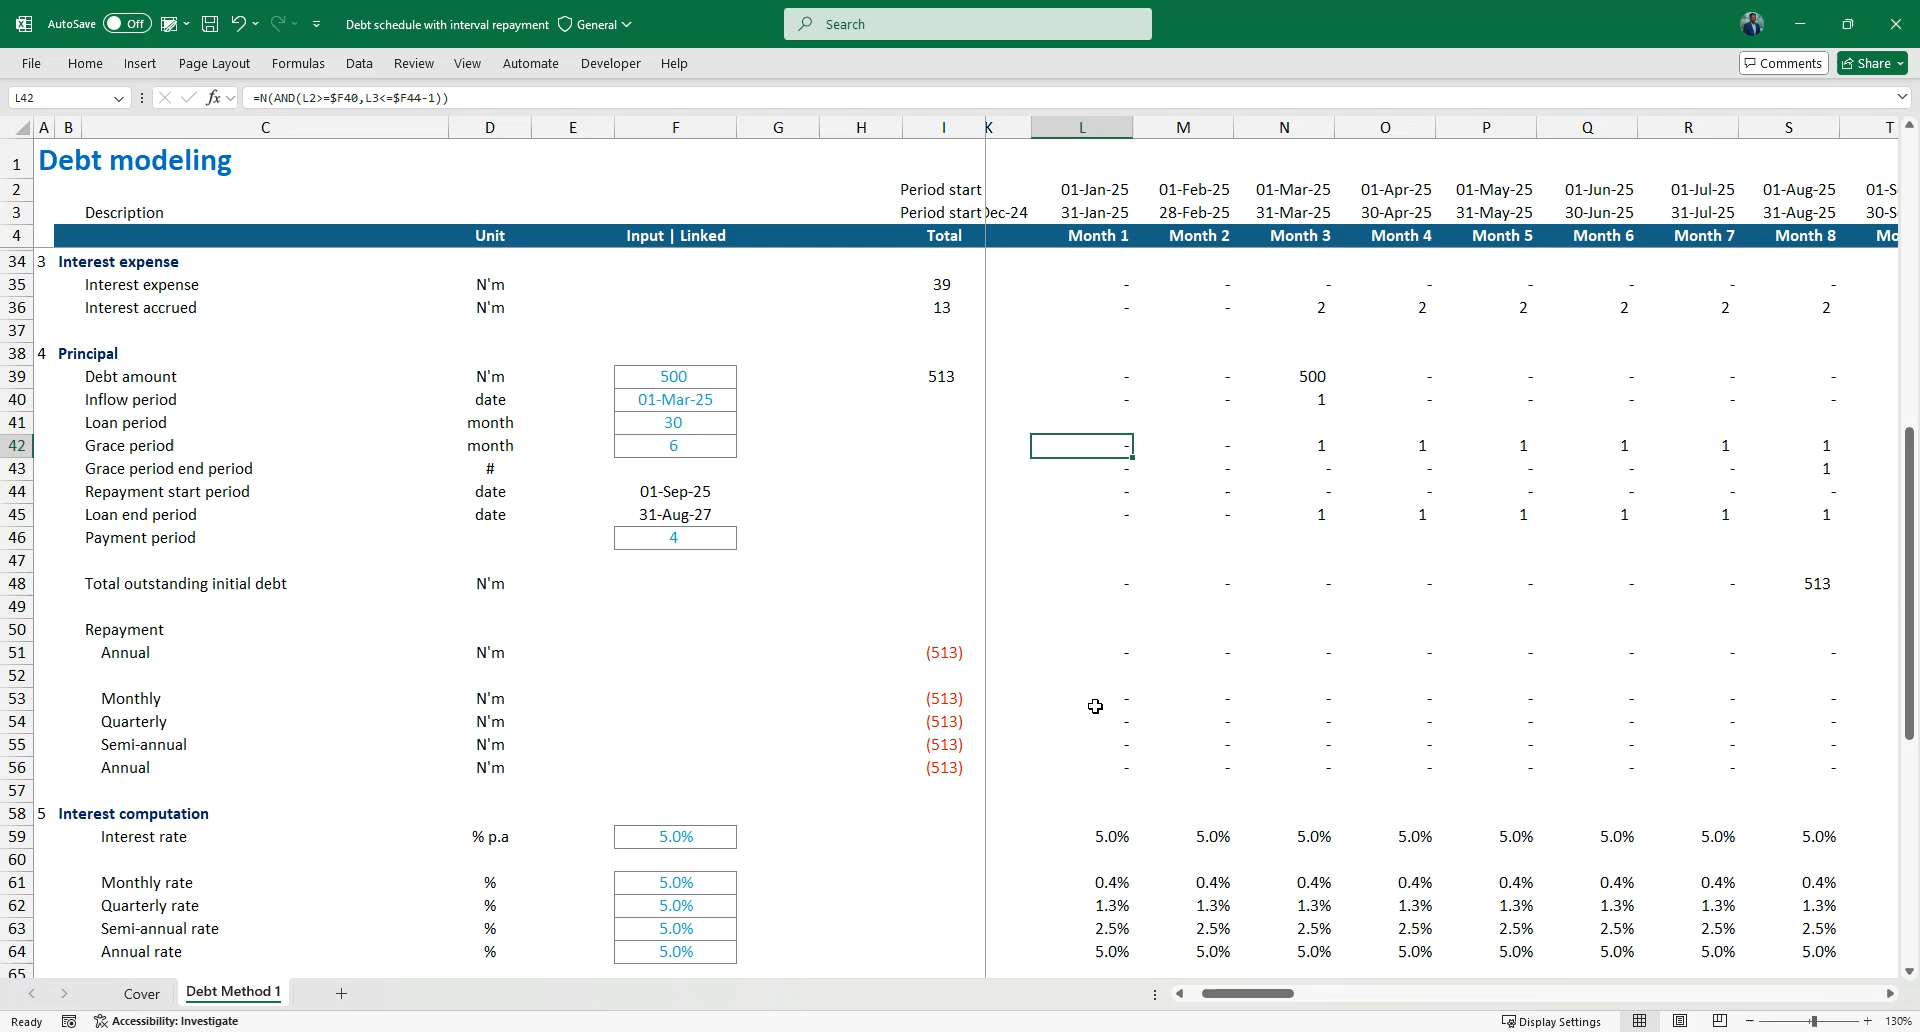 AutoSave Off Debt schedule with interval repayment General Search
File Home Insert Page Layout Formulas Data Review View Automate Developer Help Comments Share
L42 fx =N(AND(L2>=$F40,L3<=$F44-1))
A B C D E F G H I K L M N O P Q R S T
1 Debt modeling
2 Period start 01-Jan-25 01-Feb-25 01-Mar-25 01-Apr-25 01-May-25 01-Jun-25 01-Jul-25 01-Aug-25 01-S
3 Description Period start Dec-24 31-Jan-25 28-Feb-25 31-Mar-25 30-Apr-25 31-May-25 30-Jun-25 31-Jul-25 31-Aug-25 30-S
4 Unit Input | Linked Total Month 1 Month 2 Month 3 Month 4 Month 5 Month 6 Month 7 Month 8 Mo
34 3 Interest expense
35 Interest expense N'm 39 - - - - - - - -
36 Interest accrued N'm 13 - - 2 2 2 2 2 2
37
38 4 Principal
39 Debt amount N'm 500 513 - - 500 - - - - -
40 Inflow period date 01-Mar-25 - - 1 - - - - -
41 Loan period month 30
42 Grace period month 6 - - 1 1 1 1 1 1
43 Grace period end period # - - - - - - - 1
44 Repayment start period date 01-Sep-25 - - - - - - - -
45 Loan end period date 31-Aug-27 - - 1 1 1 1 1 1
46 Payment period 4
47
48 Total outstanding initial debt N'm - - - - - - - 513
49
50 Repayment
51 Annual N'm (513) - - - - - - - -
52
53 Monthly N'm (513) - - - - - - - -
54 Quarterly N'm (513) - - - - - - - -
55 Semi-annual N'm (513) - - - - - - - -
56 Annual N'm (513) - - - - - - - -
57
58 5 Interest computation
59 Interest rate % p.a 5.0% 5.0% 5.0% 5.0% 5.0% 5.0% 5.0% 5.0% 5.0%
60
61 Monthly rate % 5.0% 0.4% 0.4% 0.4% 0.4% 0.4% 0.4% 0.4% 0.4%
62 Quarterly rate % 5.0% 1.3% 1.3% 1.3% 1.3% 1.3% 1.3% 1.3% 1.3%
63 Semi-annual rate % 5.0% 2.5% 2.5% 2.5% 2.5% 2.5% 2.5% 2.5% 2.5%
64 Annual rate % 5.0% 5.0% 5.0% 5.0% 5.0% 5.0% 5.0% 5.0% 5.0%
65
Cover Debt Method 1
Ready Accessibility: Investigate Display Settings 130%